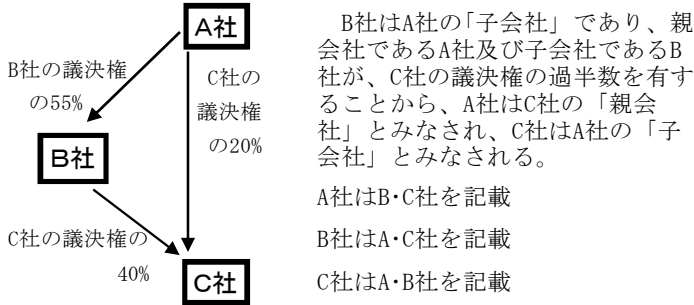 A社
B社の議決権
の55%
C社の
議決権
の20%
B社
C社の議決権の
40%
C社
B社はA社の「子会社」であり、親
会社であるA社及び子会社であるB
社が、C社の議決権の過半数を有す
ることから、A社はC社の「親会
社」とみなされ、C社はA社の「子
会社」とみなされる。
A社はB･C社を記載
B社はA･C社を記載
C社はA･B社を記載